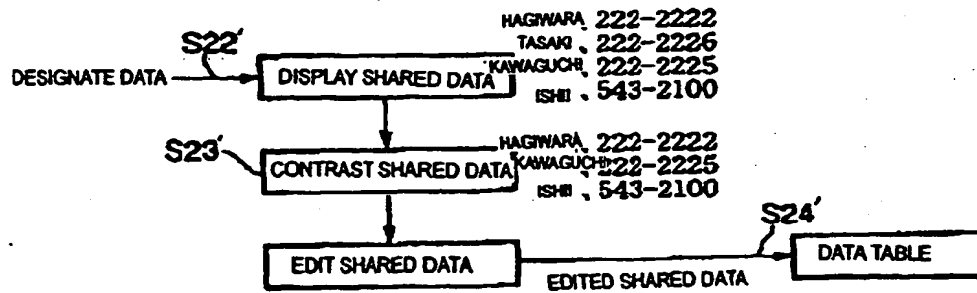 HAGIWARA, 222-2222
S22'
TASAKI, 222-2226
DESIGNATE DATA
DISPLAY SHARED DATA
KAWAGUCHI, 222-2225
ISHII, 543-2100
S23'
HAGIWARA, 222-2222
CONTRAST SHARED DATA
KAWAGUCHI, 222-2225
ISHII, 543-2100
S24'
EDIT SHARED DATA
EDITED SHARED DATA
DATA TABLE